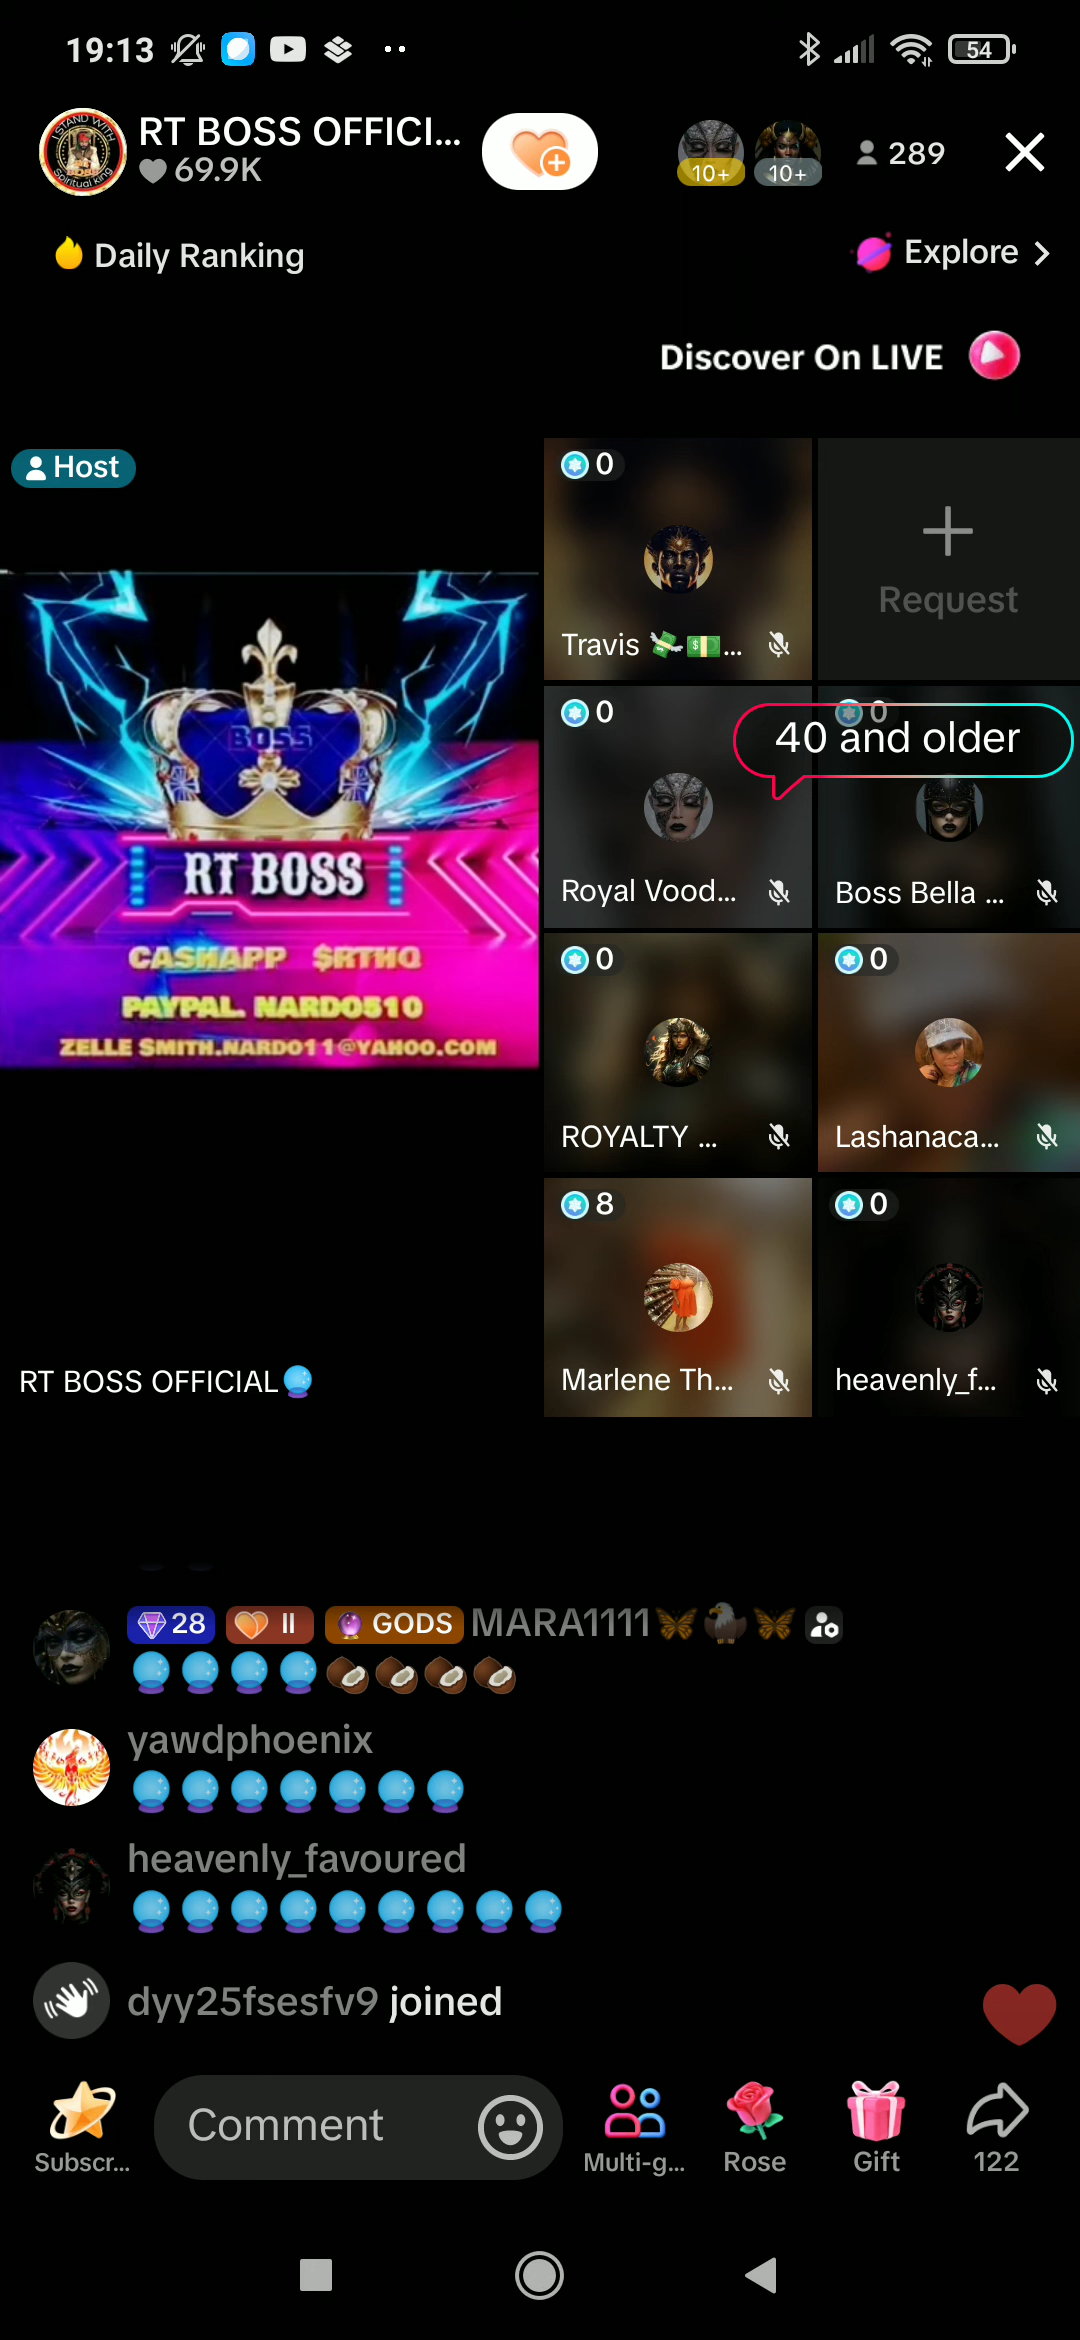 19:13
54
RT BOSS OFFICI...
69.9K
10+
10+
289
Daily Ranking
Explore
Discover On LIVE
Host
BOSS
RT BOSS
CASHAPP $RTHQ
PAYPAL. NARDO510
ZELLE SMITH.NARDO11@YAHOO.COM
RT BOSS OFFICIAL🔮
0
Travis 💸💵...
Request
0
Royal Vood...
0
40 and older
Boss Bella ...
0
ROYALTY ...
0
Lashanaca...
8
Marlene Th...
0
heavenly_f...
28 II GODS MARA1111🦋🦅🦋
🔮🔮🔮🔮🥥🥥🥥🥥
yawdphoenix
🔮🔮🔮🔮🔮🔮🔮
heavenly_favoured
🔮🔮🔮🔮🔮🔮🔮🔮🔮
dyy25fsesfv9 joined
Subscr...
Comment
Multi-g...
Rose
Gift
122